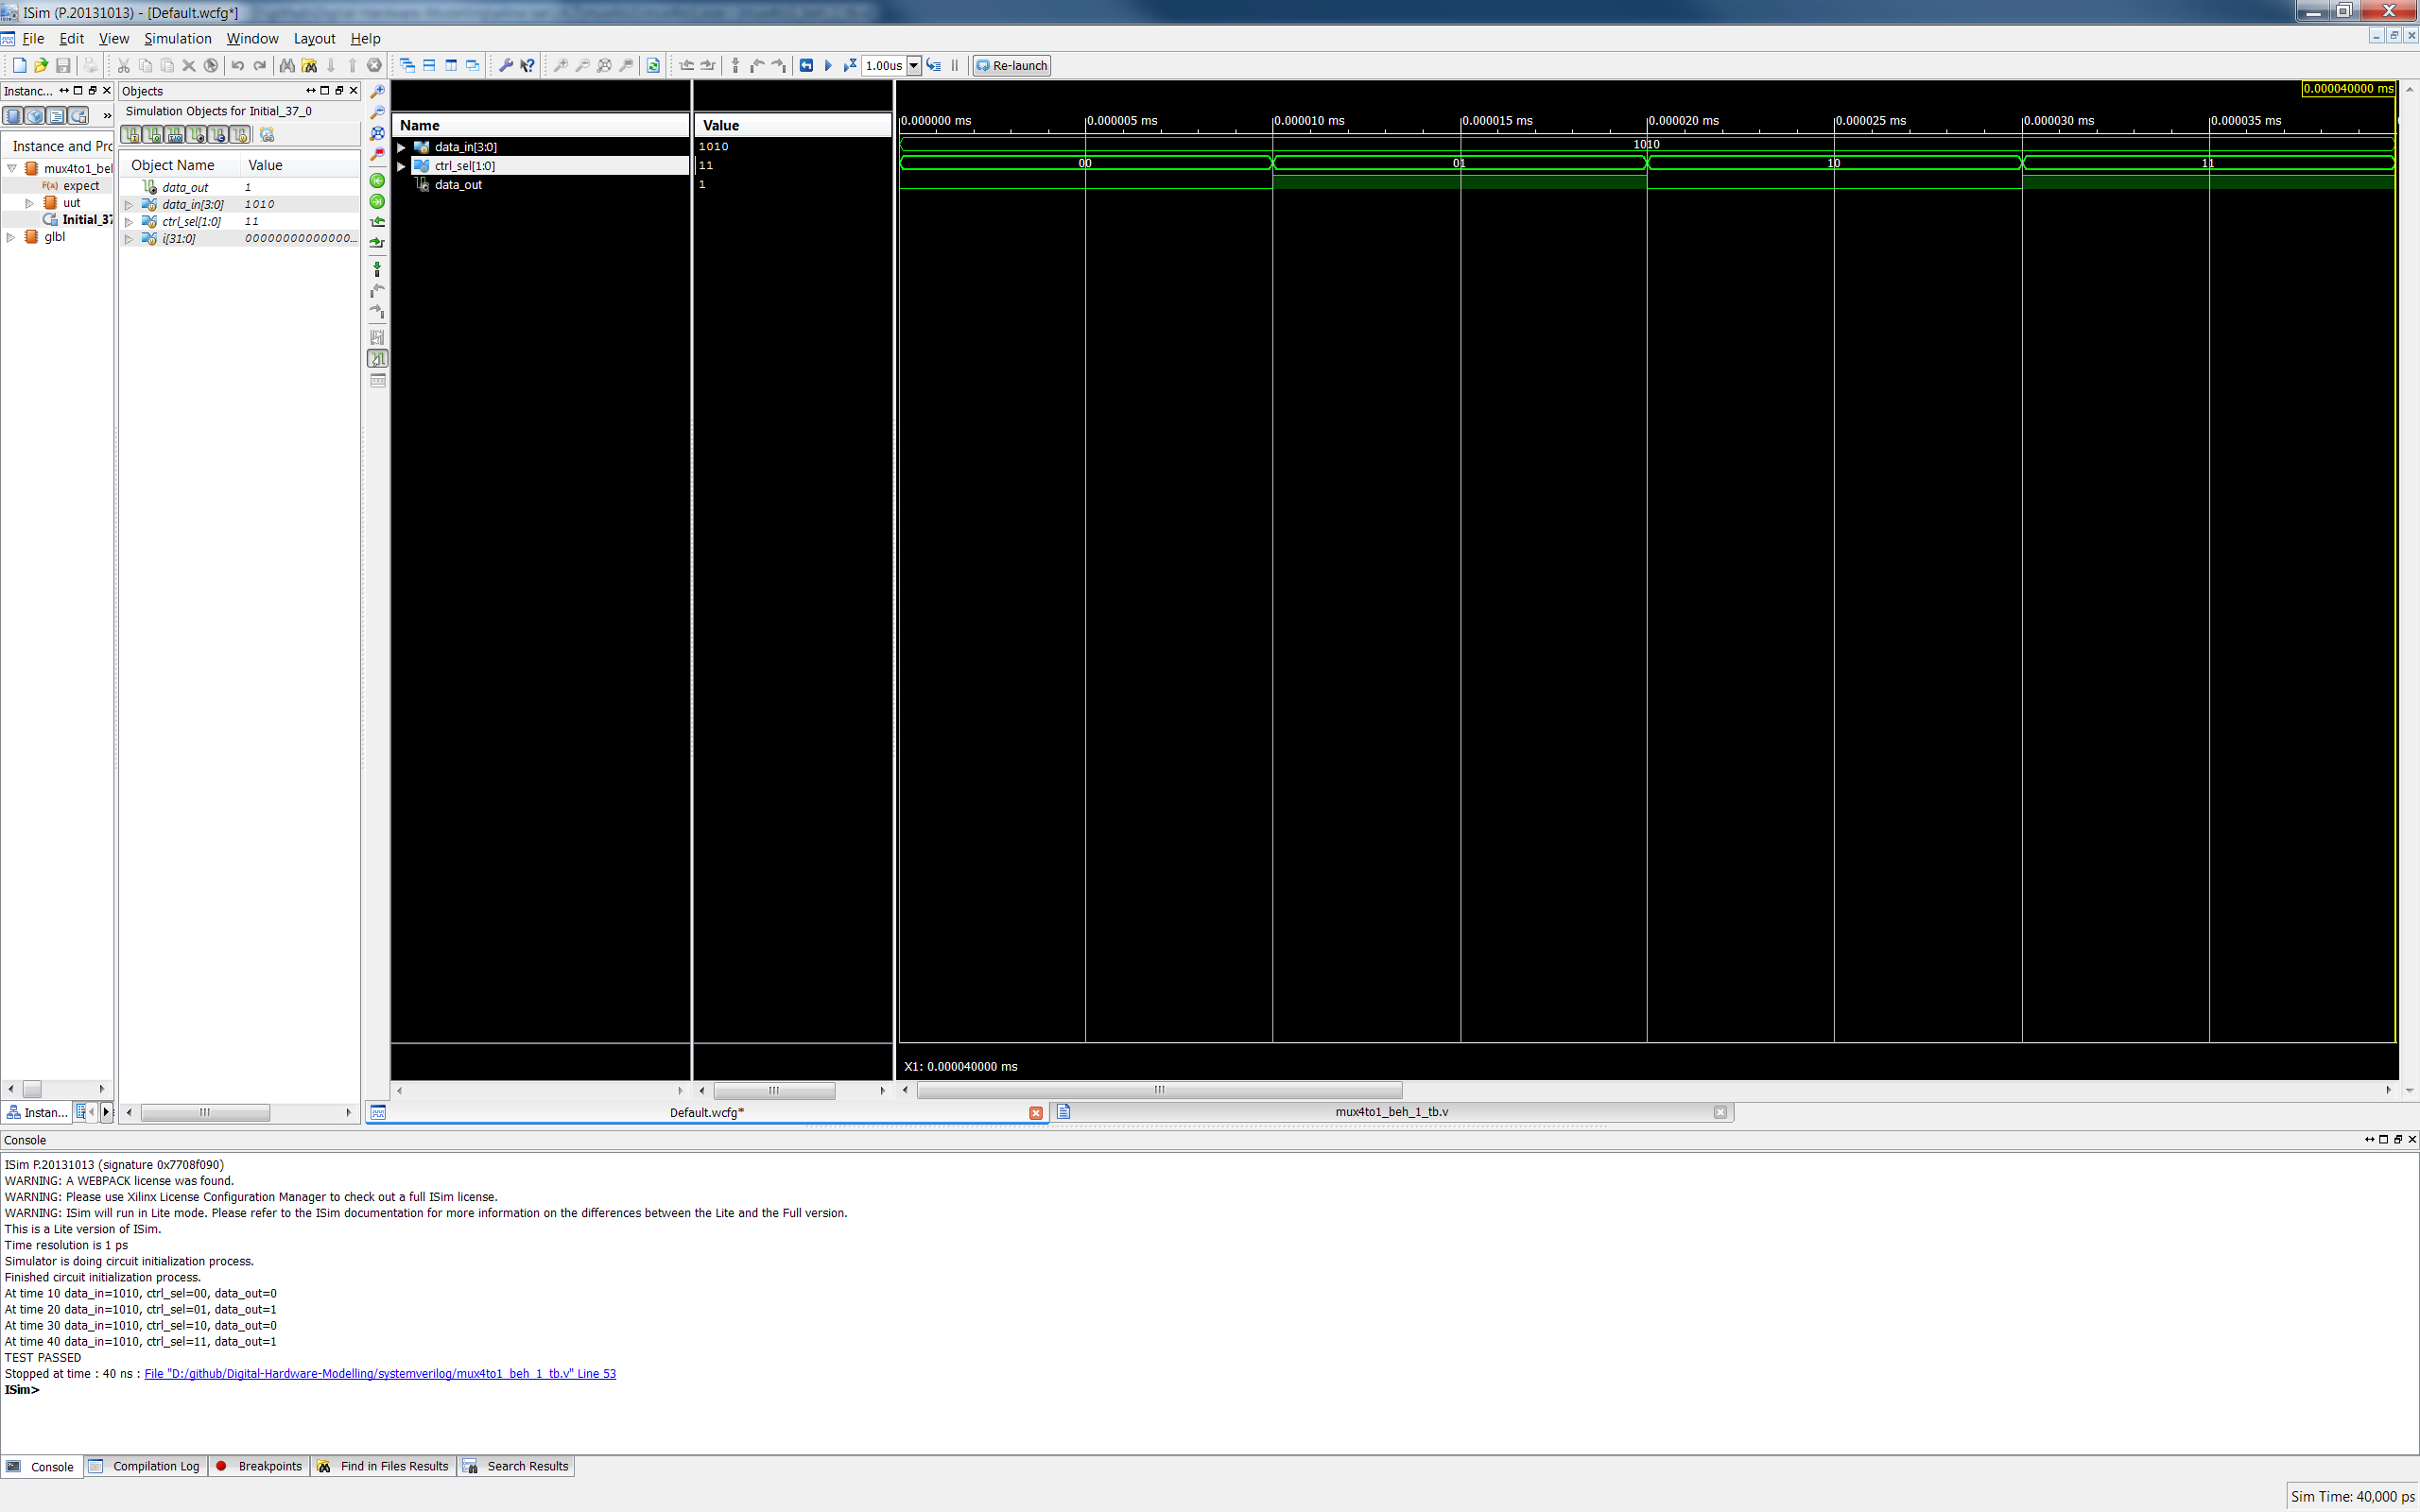 ISim (P.20131013) - [Default.wcfg*]
File Edit View Simulation Window Layout Help
1.00us Re-launch
Instanc...
Objects
Simulation Objects for Initial_37_0
Instance and Prc
mux4to1_bel
expect
uut
Initial_37
glbl
Object Name Value
data_out 1
data_in[3:0] 1010
ctrl_sel[1:0] 11
i[31:0] 00000000000000...
Name Value
data_in[3:0] 1010
ctrl_sel[1:0] 11
data_out 1
0.000040000 ms
0.000000 ms 0.000005 ms 0.000010 ms 0.000015 ms 0.000020 ms 0.000025 ms 0.000030 ms 0.000035 ms
1010
00 01 10 11
X1: 0.000040000 ms
Instan...
Default.wcfg*
mux4to1_beh_1_tb.v
Console
ISim P.20131013 (signature 0x7708f090)
WARNING: A WEBPACK license was found.
WARNING: Please use Xilinx License Configuration Manager to check out a full ISim license.
WARNING: ISim will run in Lite mode. Please refer to the ISim documentation for more information on the differences between the Lite and the Full version.
This is a Lite version of ISim.
Time resolution is 1 ps
Simulator is doing circuit initialization process.
Finished circuit initialization process.
At time 10 data_in=1010, ctrl_sel=00, data_out=0
At time 20 data_in=1010, ctrl_sel=01, data_out=1
At time 30 data_in=1010, ctrl_sel=10, data_out=0
At time 40 data_in=1010, ctrl_sel=11, data_out=1
TEST PASSED
Stopped at time : 40 ns : File "D:/github/Digital-Hardware-Modelling/systemverilog/mux4to1_beh_1_tb.v" Line 53
ISim>
Console Compilation Log Breakpoints Find in Files Results Search Results
Sim Time: 40,000 ps